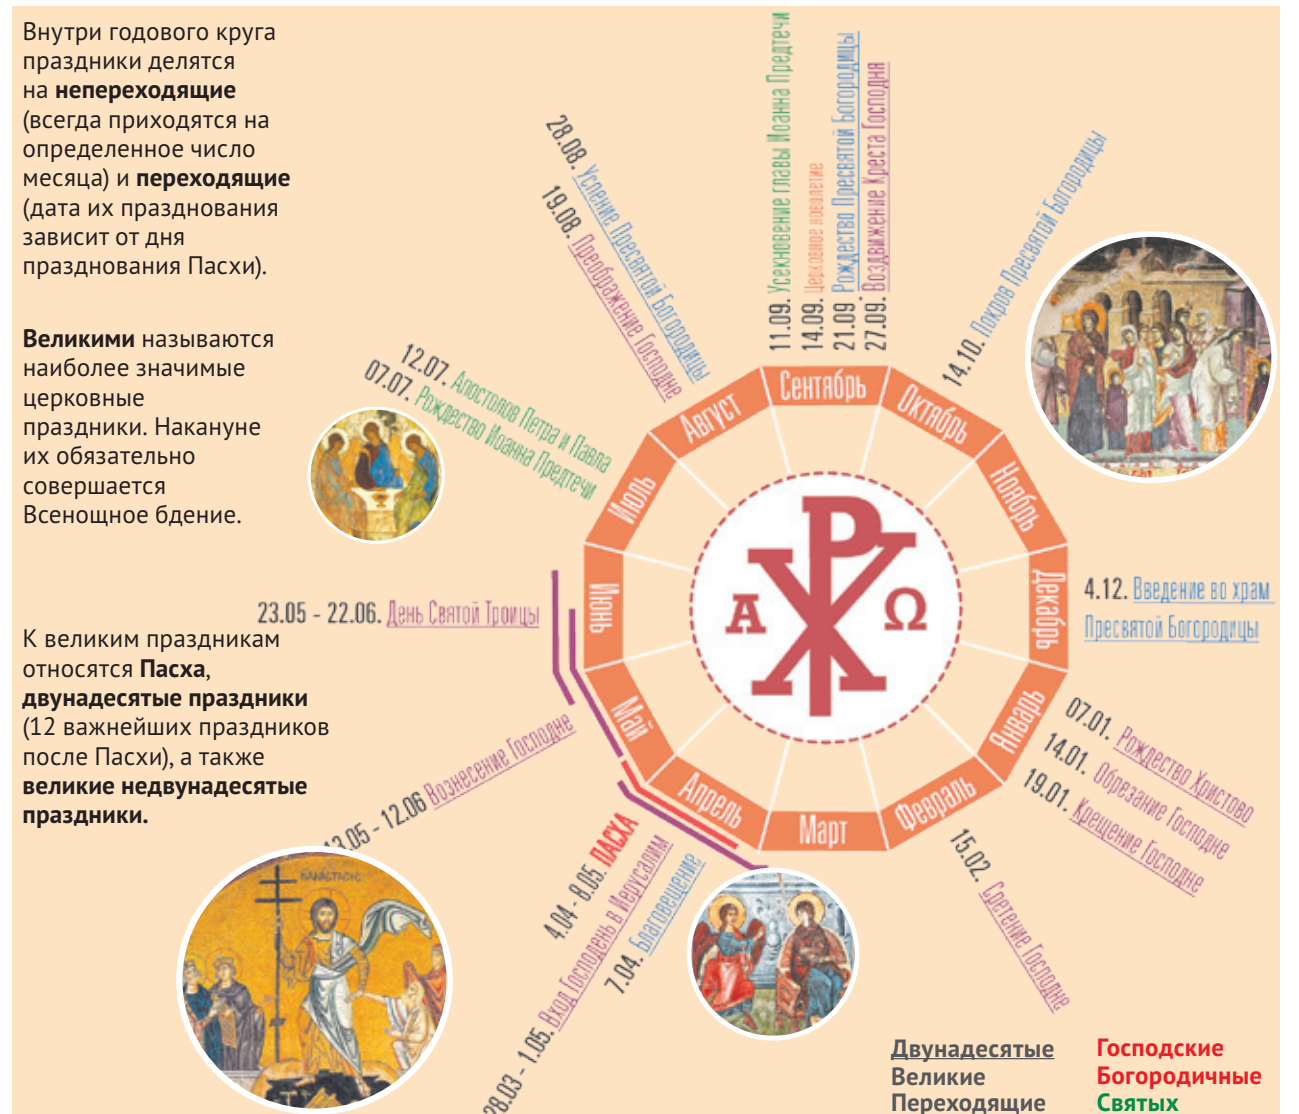 Внутри годового круга
праздники делятся
на непереходящие
(всегда приходятся на
определенное число
месяца) и переходящие
(дата их празднования
зависит от дня
празднования Пасхи).
Великими называются
наиболее значимые
церковные
праздники. Накануне
их обязательно
совершается
Всенощное бдение.
К великим праздникам
относятся Пасха,
двунадесятые праздники
(12 важнейших праздников
после Пасхи), а также
великие недвунадесятые
праздники.
Сентябрь
11.09. Усекновение главы Иоанна Предтечи
14.09. Церковное новолетие
21.09 Рождество Пресвятой Богородицы
27.09. Воздвижение Креста Господня
Октябрь
14.10. Покров Пресвятой Богородицы
Ноябрь
Декабрь
4.12. Введение во храм
Пресвятой Богородицы
Январь
07.01. Рождество Христово
14.01. Обрезание Господне
19.01. Крещение Господне
Февраль
15.02. Сретение Господне
Март
Апрель
7.04. Благовещение
28.03 - 1.05. Вход Господень в Иерусалим
4.04 - 8.05. ПАСХА
Май
13.05 - 12.06 Вознесение Господне
Июнь
23.05 - 22.06. День Святой Троицы
Июль
07.07. Рождество Иоанна Предтечи
12.07. Апостолов Петра и Павла
Август
19.08. Преображение Господне
28.08. Успение Пресвятой Богородицы
Α Ω
Двунадесятые
Великие
Переходящие
Господские
Богородичные
Святых